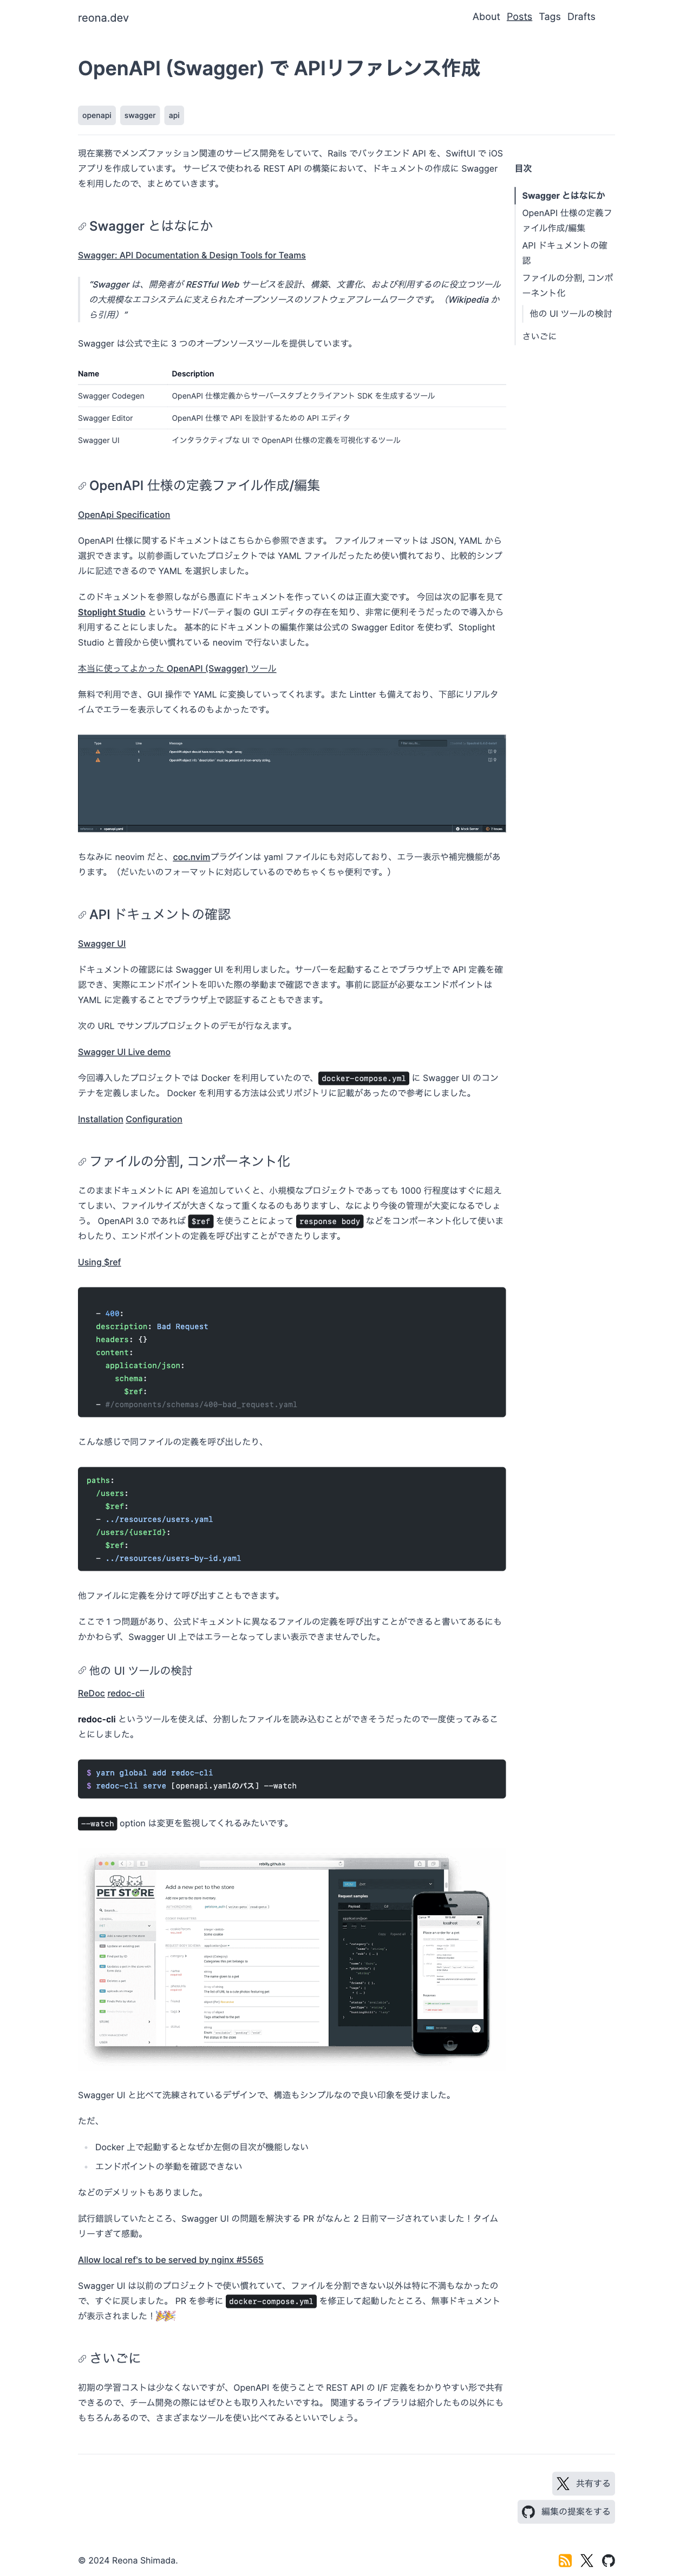 reona.dev
About Posts Tags Drafts
OpenAPI (Swagger) で APIリファレンス作成
openapi swagger api
現在業務でメンズファッション関連のサービス開発をしていて、Rails でバックエンド API を、SwiftUI で iOS
アプリを作成しています。 サービスで使われる REST API の構築において、ドキュメントの作成に Swagger
を利用したので、まとめていきます。
目次
Swagger とはなにか
OpenAPI 仕様の定義フ
ァイル作成/編集
API ドキュメントの確
認
ファイルの分割, コンポ
ーネント化
他の UI ツールの検討
さいごに
Swagger とはなにか
Swagger: API Documentation & Design Tools for Teams
"Swagger は、開発者が RESTful Web サービスを設計、構築、文書化、および利用するのに役立つツール
の大規模なエコシステムに支えられたオープンソースのソフトウェアフレームワークです。（Wikipedia か
ら引用）"
Swagger は公式で主に 3 つのオープンソースツールを提供しています。
Name Description
Swagger Codegen OpenAPI 仕様定義からサーバースタブとクライアント SDK を生成するツール
Swagger Editor OpenAPI 仕様で API を設計するための API エディタ
Swagger UI インタラクティブな UI で OpenAPI 仕様の定義を可視化するツール
OpenAPI 仕様の定義ファイル作成/編集
OpenApi Specification
OpenAPI 仕様に関するドキュメントはこちらから参照できます。 ファイルフォーマットは JSON, YAML から
選択できます。以前参画していたプロジェクトでは YAML ファイルだったため使い慣れており、比較的シンプ
ルに記述できるので YAML を選択しました。
このドキュメントを参照しながら愚直にドキュメントを作っていくのは正直大変です。 今回は次の記事を見て
Stoplight Studio というサードパーティ製の GUI エディタの存在を知り、非常に便利そうだったので導入から
利用することにしました。 基本的にドキュメントの編集作業は公式の Swagger Editor を使わず、Stoplight
Studio と普段から使い慣れている neovim で行ないました。
本当に使ってよかった OpenAPI (Swagger) ツール
無料で利用でき、GUI 操作で YAML に変換していってくれます。また Lintter も備えており、下部にリアルタ
イムでエラーを表示してくれるのもよかったです。
Type Line Message
ちなみに neovim だと、coc.nvimプラグインは yaml ファイルにも対応しており、エラー表示や補完機能があ
ります。（だいたいのフォーマットに対応しているのでめちゃくちゃ便利です。）
API ドキュメントの確認
Swagger UI
ドキュメントの確認には Swagger UI を利用しました。サーバーを起動することでブラウザ上で API 定義を確
認でき、実際にエンドポイントを叩いた際の挙動まで確認できます。事前に認証が必要なエンドポイントは
YAML に定義することでブラウザ上で認証することもできます。
次の URL でサンプルプロジェクトのデモが行なえます。
Swagger UI Live demo
今回導入したプロジェクトでは Docker を利用していたので、docker-compose.yml に Swagger UI のコン
テナを定義しました。 Docker を利用する方法は公式リポジトリに記載があったので参考にしました。
Installation Configuration
ファイルの分割, コンポーネント化
このままドキュメントに API を追加していくと、小規模なプロジェクトであっても 1000 行程度はすぐに超え
てしまい、ファイルサイズが大きくなって重くなるのもありますし、なにより今後の管理が大変になるでしょ
う。 OpenAPI 3.0 であれば $ref を使うことによって response body などをコンポーネント化して使いま
わしたり、エンドポイントの定義を呼び出すことができたりします。
Using $ref
- 400:
description: Bad Request
headers: {}
content:
application/json:
schema:
$ref:
- #/components/schemas/400-bad_request.yaml
こんな感じで同ファイルの定義を呼び出したり、
paths:
/users:
$ref:
- ../resources/users.yaml
/users/{userId}:
$ref:
- ../resources/users-by-id.yaml
他ファイルに定義を分けて呼び出すこともできます。
ここで 1 つ問題があり、公式ドキュメントに異なるファイルの定義を呼び出すことができると書いてあるにも
かかわらず、Swagger UI 上ではエラーとなってしまい表示できませんでした。
他の UI ツールの検討
ReDoc redoc-cli
redoc-cli というツールを使えば、分割したファイルを読み込むことができそうだったので一度使ってみるこ
とにしました。
$ yarn global add redoc-cli
$ redoc-cli serve [openapi.yamlのパス] --watch
--watch option は変更を監視してくれるみたいです。
PET STORE
Add a new pet to the store
Request samples
Swagger UI と比べて洗練されているデザインで、構造もシンプルなので良い印象を受けました。
ただ、
Docker 上で起動するとなぜか左側の目次が機能しない
エンドポイントの挙動を確認できない
などのデメリットもありました。
試行錯誤していたところ、Swagger UI の問題を解決する PR がなんと 2 日前マージされていました！タイム
リーすぎて感動。
Allow local ref's to be served by nginx #5565
Swagger UI は以前のプロジェクトで使い慣れていて、ファイルを分割できない以外は特に不満もなかったの
で、すぐに戻しました。 PR を参考に docker-compose.yml を修正して起動したところ、無事ドキュメント
が表示されました！🎉🎉
さいごに
初期の学習コストは少なくないですが、OpenAPI を使うことで REST API の I/F 定義をわかりやすい形で共有
できるので、チーム開発の際にはぜひとも取り入れたいですね。 関連するライブラリは紹介したもの以外にも
もちろんあるので、さまざまなツールを使い比べてみるといいでしょう。
共有する
編集の提案をする
© 2024 Reona Shimada.